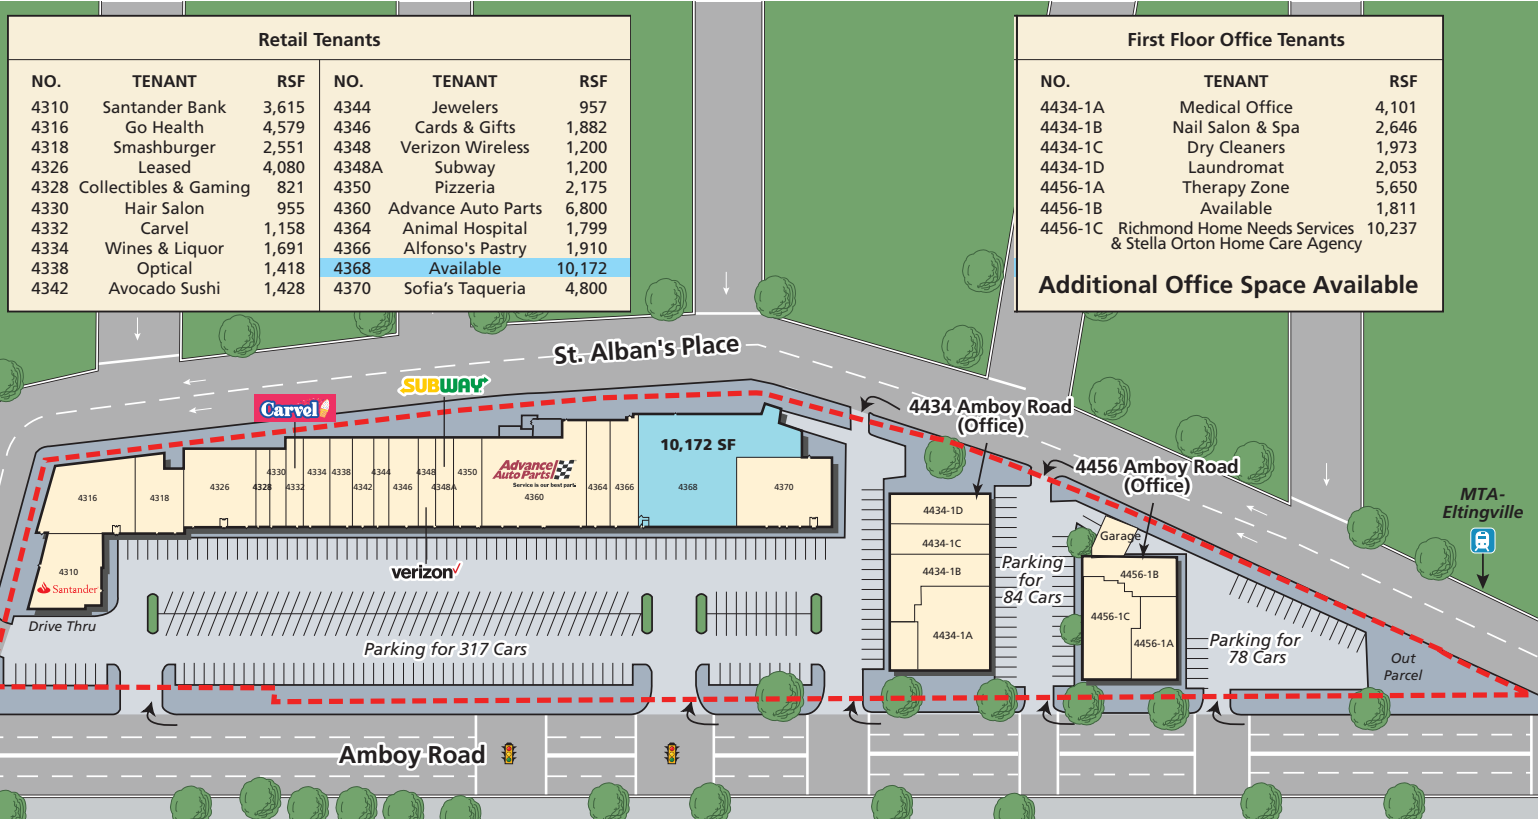 Retail Tenants
NO. TENANT RSF NO. TENANT RSF
4310 Santander Bank 3,615 4344 Jewelers 957
4316 Go Health 4,579 4346 Cards & Gifts 1,882
4318 Smashburger 2,551 4348 Verizon Wireless 1,200
4326 Leased 4,080 4348A Subway 1,200
4328 Collectibles & Gaming 821 4350 Pizzeria 2,175
4330 Hair Salon 955 4360 Advance Auto Parts 6,800
4332 Carvel 1,158 4364 Animal Hospital 1,799
4334 Wines & Liquor 1,691 4366 Alfonso's Pastry 1,910
4338 Optical 1,418 4368 Available 10,172
4342 Avocado Sushi 1,428 4370 Sofia's Taqueria 4,800
First Floor Office Tenants
NO. TENANT RSF
4434-1A Medical Office 4,101
4434-1B Nail Salon & Spa 2,646
4434-1C Dry Cleaners 1,973
4434-1D Laundromat 2,053
4456-1A Therapy Zone 5,650
4456-1B Available 1,811
4456-1C Richmond Home Needs Services 10,237
& Stella Orton Home Care Agency
Additional Office Space Available
St. Alban's Place
SUBWAY
Carvel
4434 Amboy Road
(Office)
4456 Amboy Road
(Office)
MTA-
Eltingville
10,172 SF
4330 4334 4338 4344 4348 4350
Advance
Auto Parts
Service is our best part.
4316 4318 4326 4328 4332 4342 4346 4348A 4360 4364 4366 4368 4370
4310
Santander
Drive Thru
verizon
4434-1D
4434-1C
4434-1B
4434-1A
Parking
for
84 Cars
Garage
4456-1B
4456-1C
4456-1A
Parking for
78 Cars
Out
Parcel
Parking for 317 Cars
Amboy Road